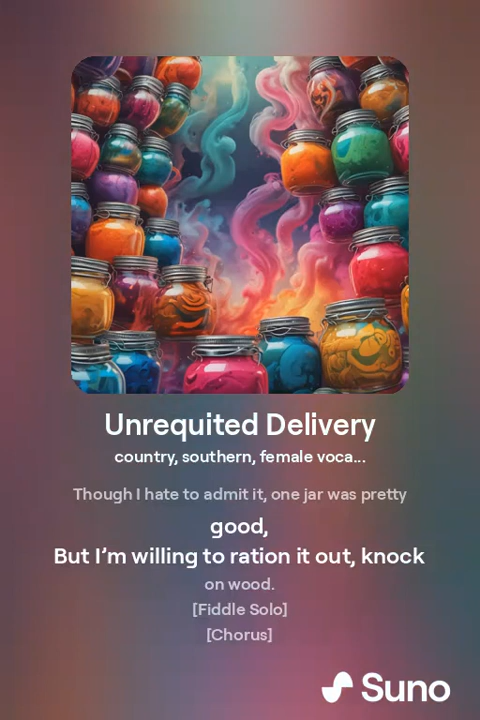 Unrequited Delivery
country, southern, female voca...
Though I hate to admit it, one jar was pretty
good,
But I’m willing to ration it out, knock
on wood.
[Fiddle Solo]
[Chorus]
Suno